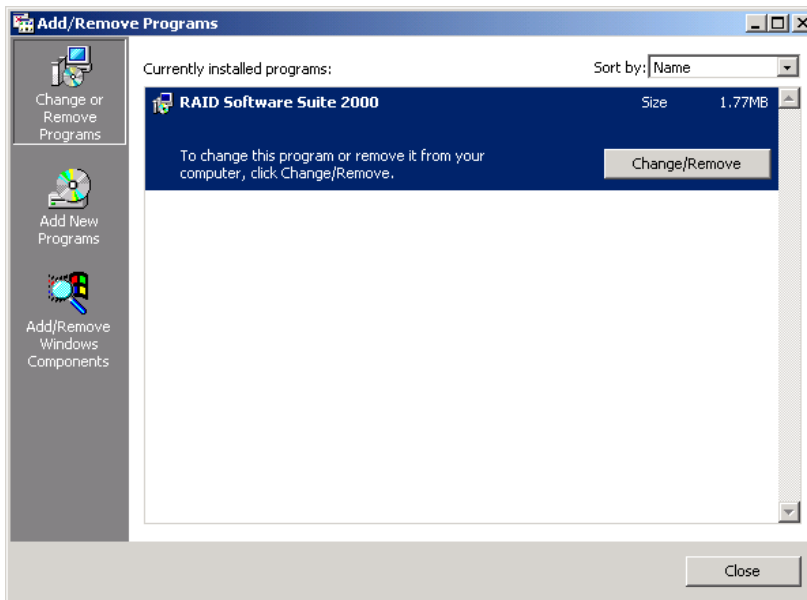 Add/Remove Programs
Change or
Remove
Programs
Add New
Programs
Add/Remove
Windows
Components
Currently installed programs:
Sort by: Name
RAID Software Suite 2000 Size 1.77MB
To change this program or remove it from your
computer, click Change/Remove.
Change/Remove
Close